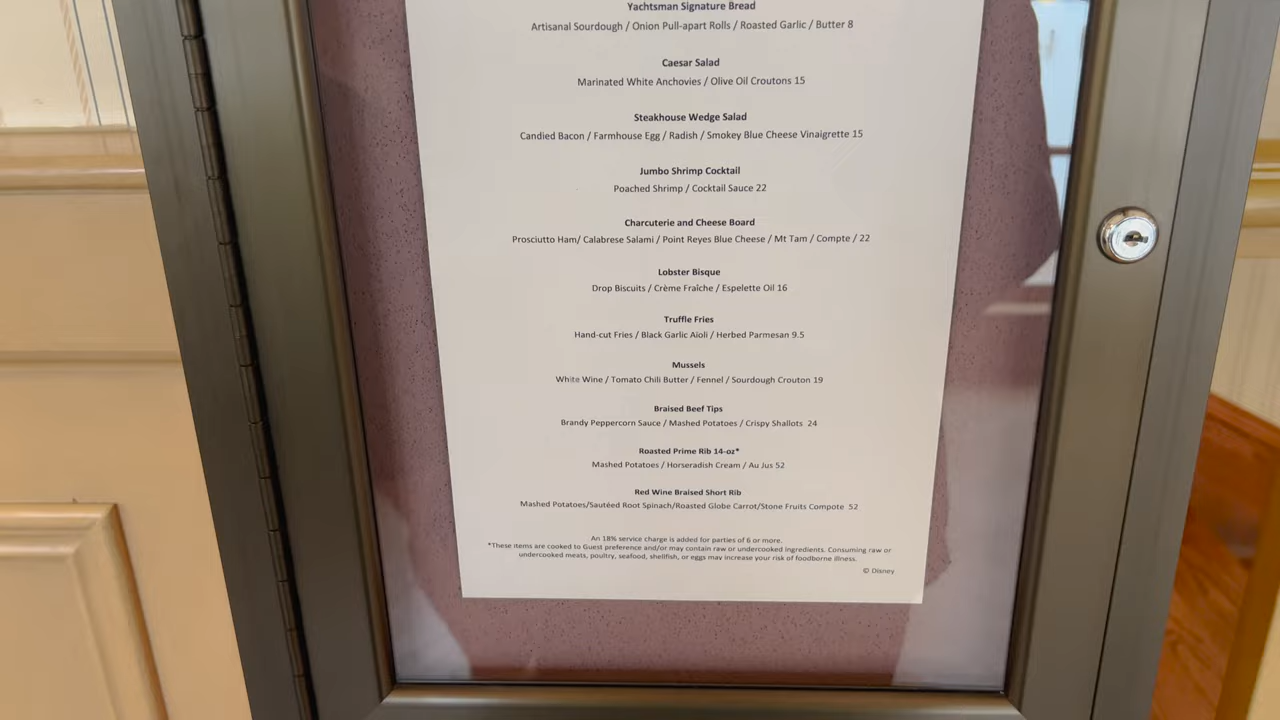 Yachtsman Signature Bread
Artisanal Sourdough / Onion Pull-apart Rolls / Roasted Garlic / Butter 8
Caesar Salad
Marinated White Anchovies / Olive Oil Croutons 15
Steakhouse Wedge Salad
Candied Bacon / Farmhouse Egg / Radish / Smokey Blue Cheese Vinaigrette 15
Jumbo Shrimp Cocktail
Poached Shrimp / Cocktail Sauce 22
Charcuterie and Cheese Board
Prosciutto Ham/ Calabrese Salami / Point Reyes Blue Cheese / Mt Tam / Compte / 22
Lobster Bisque
Drop Biscuits / Crème Fraîche / Espelette Oil 16
Truffle Fries
Hand-cut Fries / Black Garlic Aioli / Herbed Parmesan 9.5
Mussels
White Wine / Tomato Chili Butter / Fennel / Sourdough Crouton 19
Braised Beef Tips
Brandy Peppercorn Sauce / Mashed Potatoes / Crispy Shallots 24
Roasted Prime Rib 14-oz*
Mashed Potatoes / Horseradish Cream / Au Jus 52
Red Wine Braised Short Rib
Mashed Potatoes/Sautéed Root Spinach/Roasted Globe Carrot/Stone Fruits Compote 52
An 18% service charge is added for parties of 6 or more.
*These items are cooked to Guest preference and/or may contain raw or undercooked ingredients. Consuming raw or
undercooked meats, poultry, seafood, shellfish, or eggs may increase your risk of foodborne illness.
© Disney